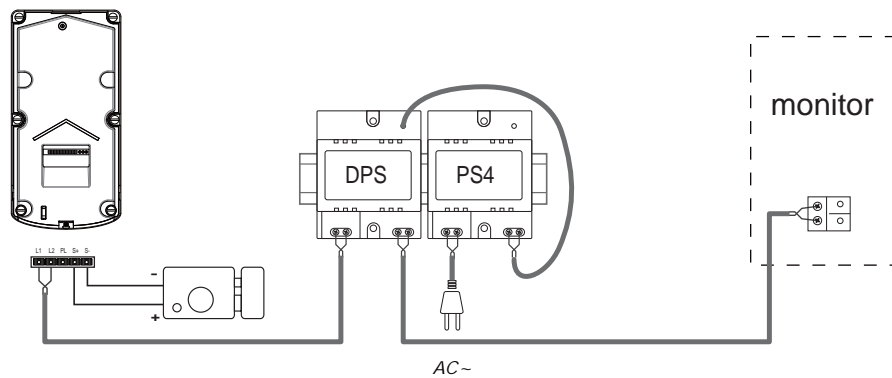 monitor
DPS PS4
L1 L2 PL S+ S-
-
+
AC~